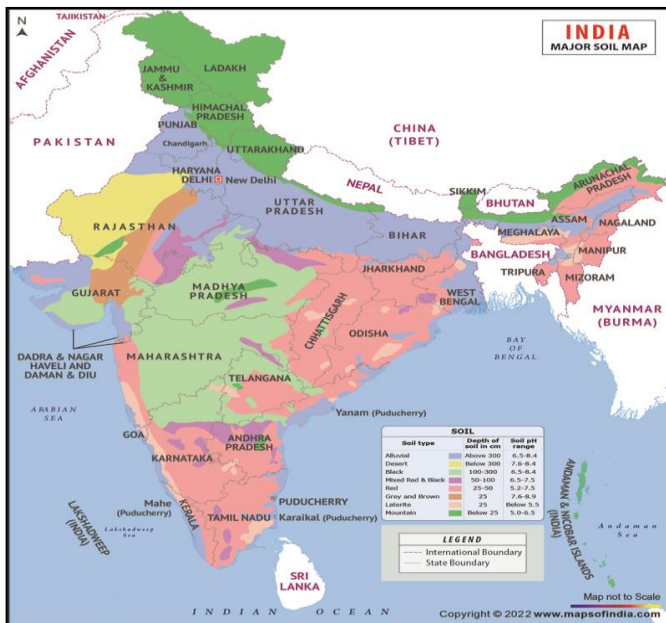 INDIA
MAJOR SOIL MAP
N
TAJIKISTAN
AFGHANISTAN
PAKISTAN
CHINA
(TIBET)
NEPAL
BHUTAN
BANGLADESH
MYANMAR
(BURMA)
SRI
LANKA
JAMMU
&
KASHMIR
LADAKH
HIMACHAL
PRADESH
PUNJAB
Chandigarh
UTTARAKHAND
HARYANA
DELHI
New Delhi
RAJASTHAN
UTTAR
PRADESH
BIHAR
SIKKIM
ARUNACHAL
PRADESH
ASSAM
NAGALAND
MEGHALAYA
MANIPUR
TRIPURA
MIZORAM
GUJARAT
MADHYA
PRADESH
JHARKHAND
WEST
BENGAL
CHHATTISGARH
ODISHA
DADRA & NAGAR
HAVELI AND
DAMAN & DIU
MAHARASHTRA
TELANGANA
BAY
OF
BENGAL
ARABIAN
SEA
Yanam (Puducherry)
GOA
KARNATAKA
ANDHRA
PRADESH
Mahe
(Puducherry)
KERALA
TAMIL NADU
PUDUCHERRY
Karaikal (Puducherry)
LAKSHADWEEP
(INDIA)
Lakshadweep
Sea
ANDAMAN & NICOBAR ISLANDS
(INDIA)
Andaman
Sea
INDIAN OCEAN
SOIL
Soil type Depth of soil in cm Soil pH range
Alluvial Above 300 6.5-8.4
Desert Below 300 7.6-8.4
Black 100-300 6.5-8.4
Mixed Red & Black 50-100 6.5-7.5
Red 25-50 5.2-7.5
Grey and Brown 25 7.6-8.9
Laterite 25 Below 5.5
Mountain Below 25 5.0-6.5
LEGEND
International Boundary
State Boundary
Map not to Scale
Copyright © 2022 www.mapsofindia.com